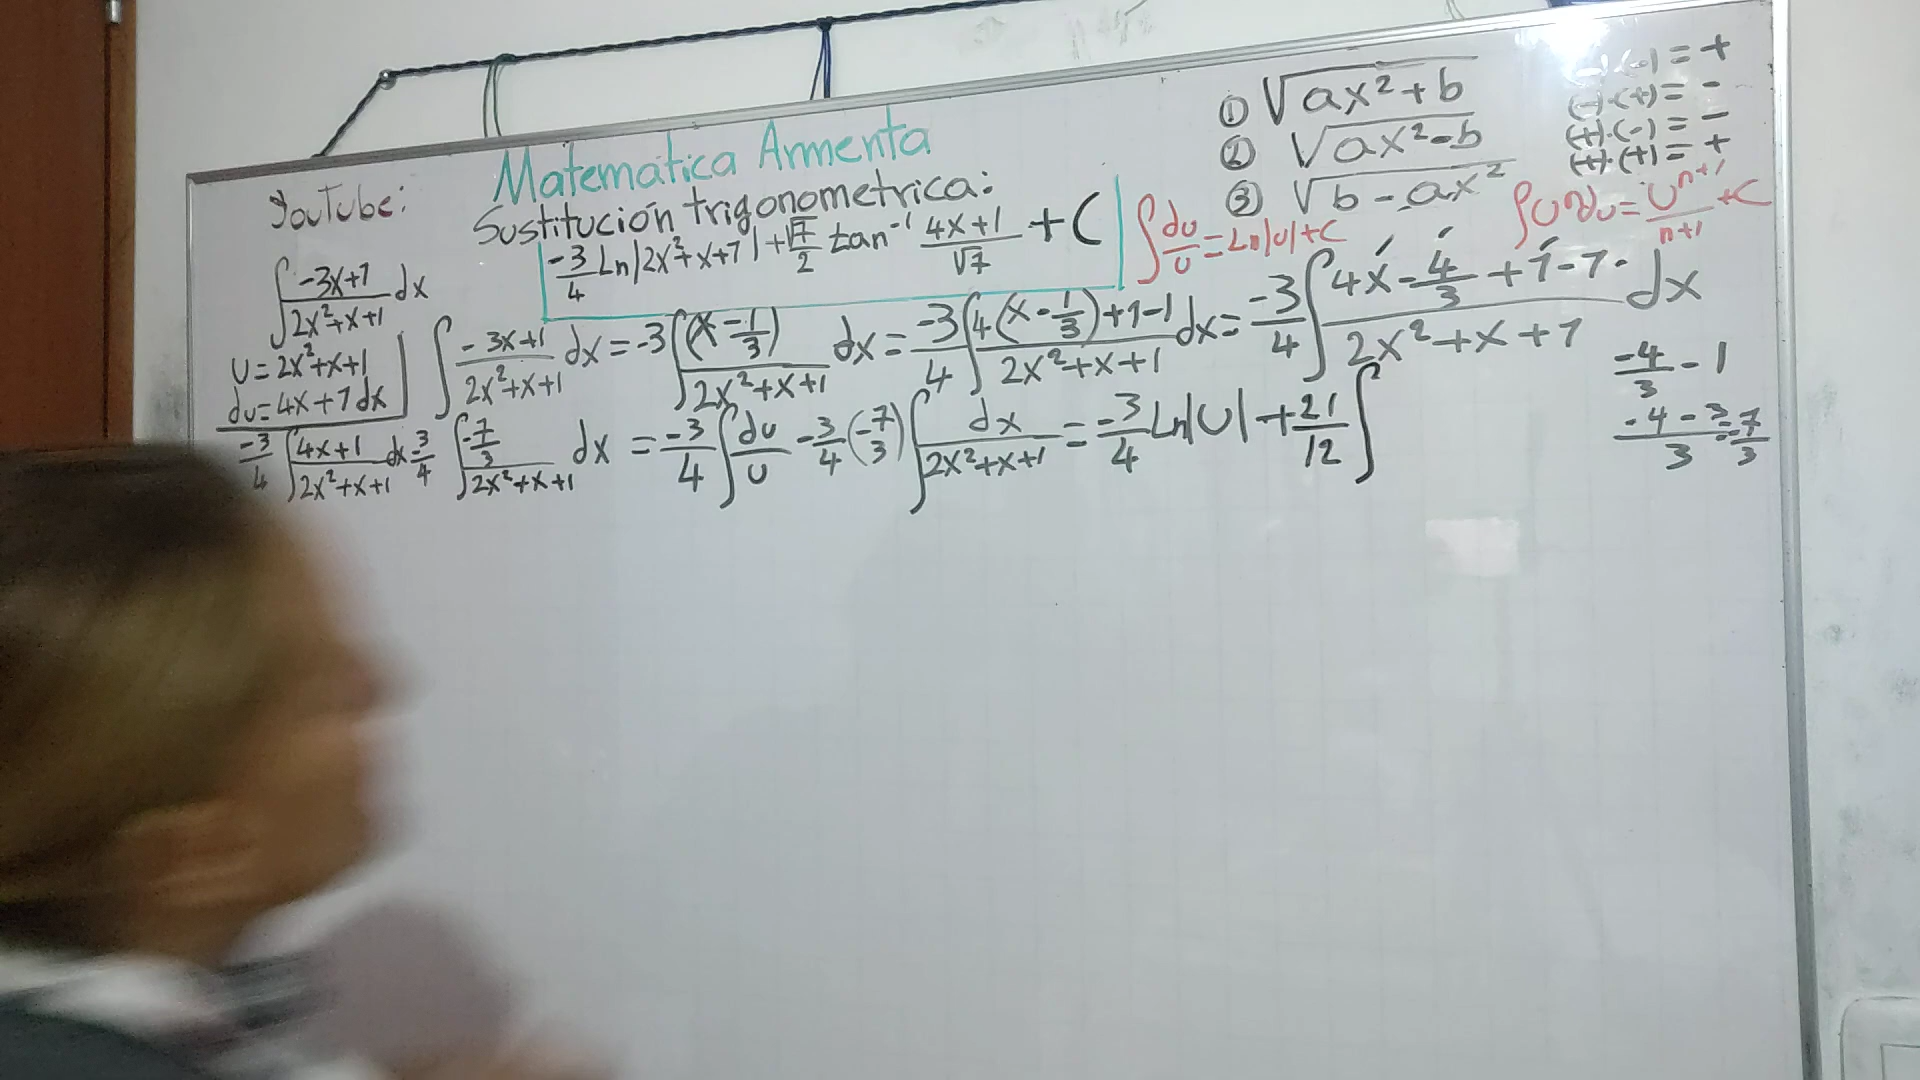 YouTube:
Matematica Armenta
Sustitución trigonometrica:
∫ (-3x+1)/(2x²+x+1) dx
-3/4 Ln|2x²+x+1| + √7/2 tan⁻¹ (4x+1)/√7 + C
① √(ax²+b)
② √(ax²-b)
③ √(b-ax²)
(-)·(-)=+
(-)·(+)=-
(+)·(-)=-
(+)·(+)=+
∫ du/u = Ln|u|+C
∫uⁿdu = uⁿ⁺¹/(n+1) +C
U=2x²+x+1
du=4x+1dx
∫ (-3x+1)/(2x²+x+1) dx = -3∫ (x-1/3)/(2x²+x+1) dx = -3/4 ∫ (4(x-1/3)+1-1)/(2x²+x+1) dx = -3/4 ∫ (4x-4/3+1-1)/(2x²+x+1) dx
-4/3 - 1
(-4-3)/3 = -7/3
-3/4 ∫ (4x+1)/(2x²+x+1) dx -3/4 ∫ (-7/3)/(2x²+x+1) dx = -3/4 ∫ du/u -3/4 (-7/3) ∫ dx/(2x²+x+1) = -3/4 Ln|U| + 21/12 ∫